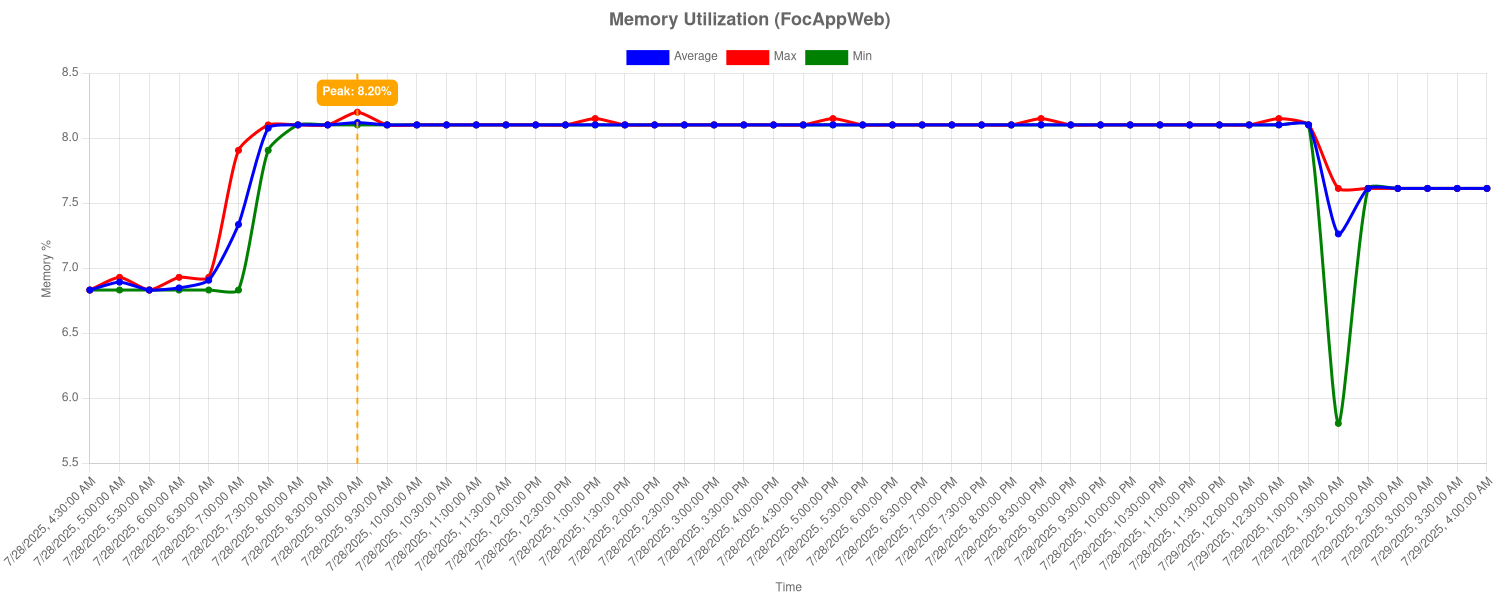 Memory Utilization (FocAppWeb)
Average Max Min
Peak: 8.20%
8.5
8.0
7.5
7.0
6.5
6.0
5.5
Memory %
7/28/2025, 4:30:00 AM
7/28/2025, 5:00:00 AM
7/28/2025, 5:30:00 AM
7/28/2025, 6:00:00 AM
7/28/2025, 6:30:00 AM
7/28/2025, 7:00:00 AM
7/28/2025, 7:30:00 AM
7/28/2025, 8:00:00 AM
7/28/2025, 8:30:00 AM
7/28/2025, 9:00:00 AM
7/28/2025, 9:30:00 AM
7/28/2025, 10:00:00 AM
7/28/2025, 10:30:00 AM
7/28/2025, 11:00:00 AM
7/28/2025, 11:30:00 AM
7/28/2025, 12:00:00 PM
7/28/2025, 12:30:00 PM
7/28/2025, 1:00:00 PM
7/28/2025, 1:30:00 PM
7/28/2025, 2:00:00 PM
7/28/2025, 2:30:00 PM
7/28/2025, 3:00:00 PM
7/28/2025, 3:30:00 PM
7/28/2025, 4:00:00 PM
7/28/2025, 4:30:00 PM
7/28/2025, 5:00:00 PM
7/28/2025, 5:30:00 PM
7/28/2025, 6:00:00 PM
7/28/2025, 6:30:00 PM
7/28/2025, 7:00:00 PM
7/28/2025, 7:30:00 PM
7/28/2025, 8:00:00 PM
7/28/2025, 8:30:00 PM
7/28/2025, 9:00:00 PM
7/28/2025, 9:30:00 PM
7/28/2025, 10:00:00 PM
7/28/2025, 10:30:00 PM
7/28/2025, 11:00:00 PM
7/28/2025, 11:30:00 PM
7/29/2025, 12:00:00 AM
7/29/2025, 12:30:00 AM
7/29/2025, 1:00:00 AM
7/29/2025, 1:30:00 AM
7/29/2025, 2:00:00 AM
7/29/2025, 2:30:00 AM
7/29/2025, 3:00:00 AM
7/29/2025, 3:30:00 AM
7/29/2025, 4:00:00 AM
Time